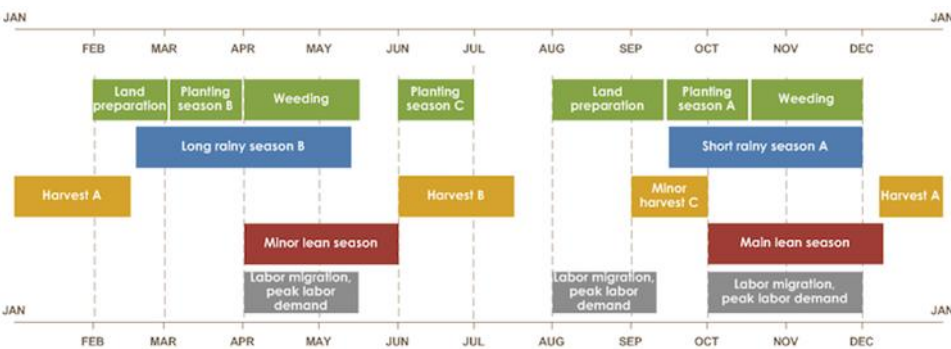 JAN JAN
FEB MAR APR MAY JUN JUL AUG SEP OCT NOV DEC
Land
preparation
Planting
season B
Weeding
Planting
season C
Land
preparation
Planting
season A
Weeding
Long rainy season B
Short rainy season A
Harvest A
Harvest B
Minor
harvest C
Harvest A
Minor lean season
Main lean season
Labor migration,
peak labor
demand
Labor migration,
peak labor
demand
Labor migration,
peak labor demand
JAN JAN
FEB MAR APR MAY JUN JUL AUG SEP OCT NOV DEC